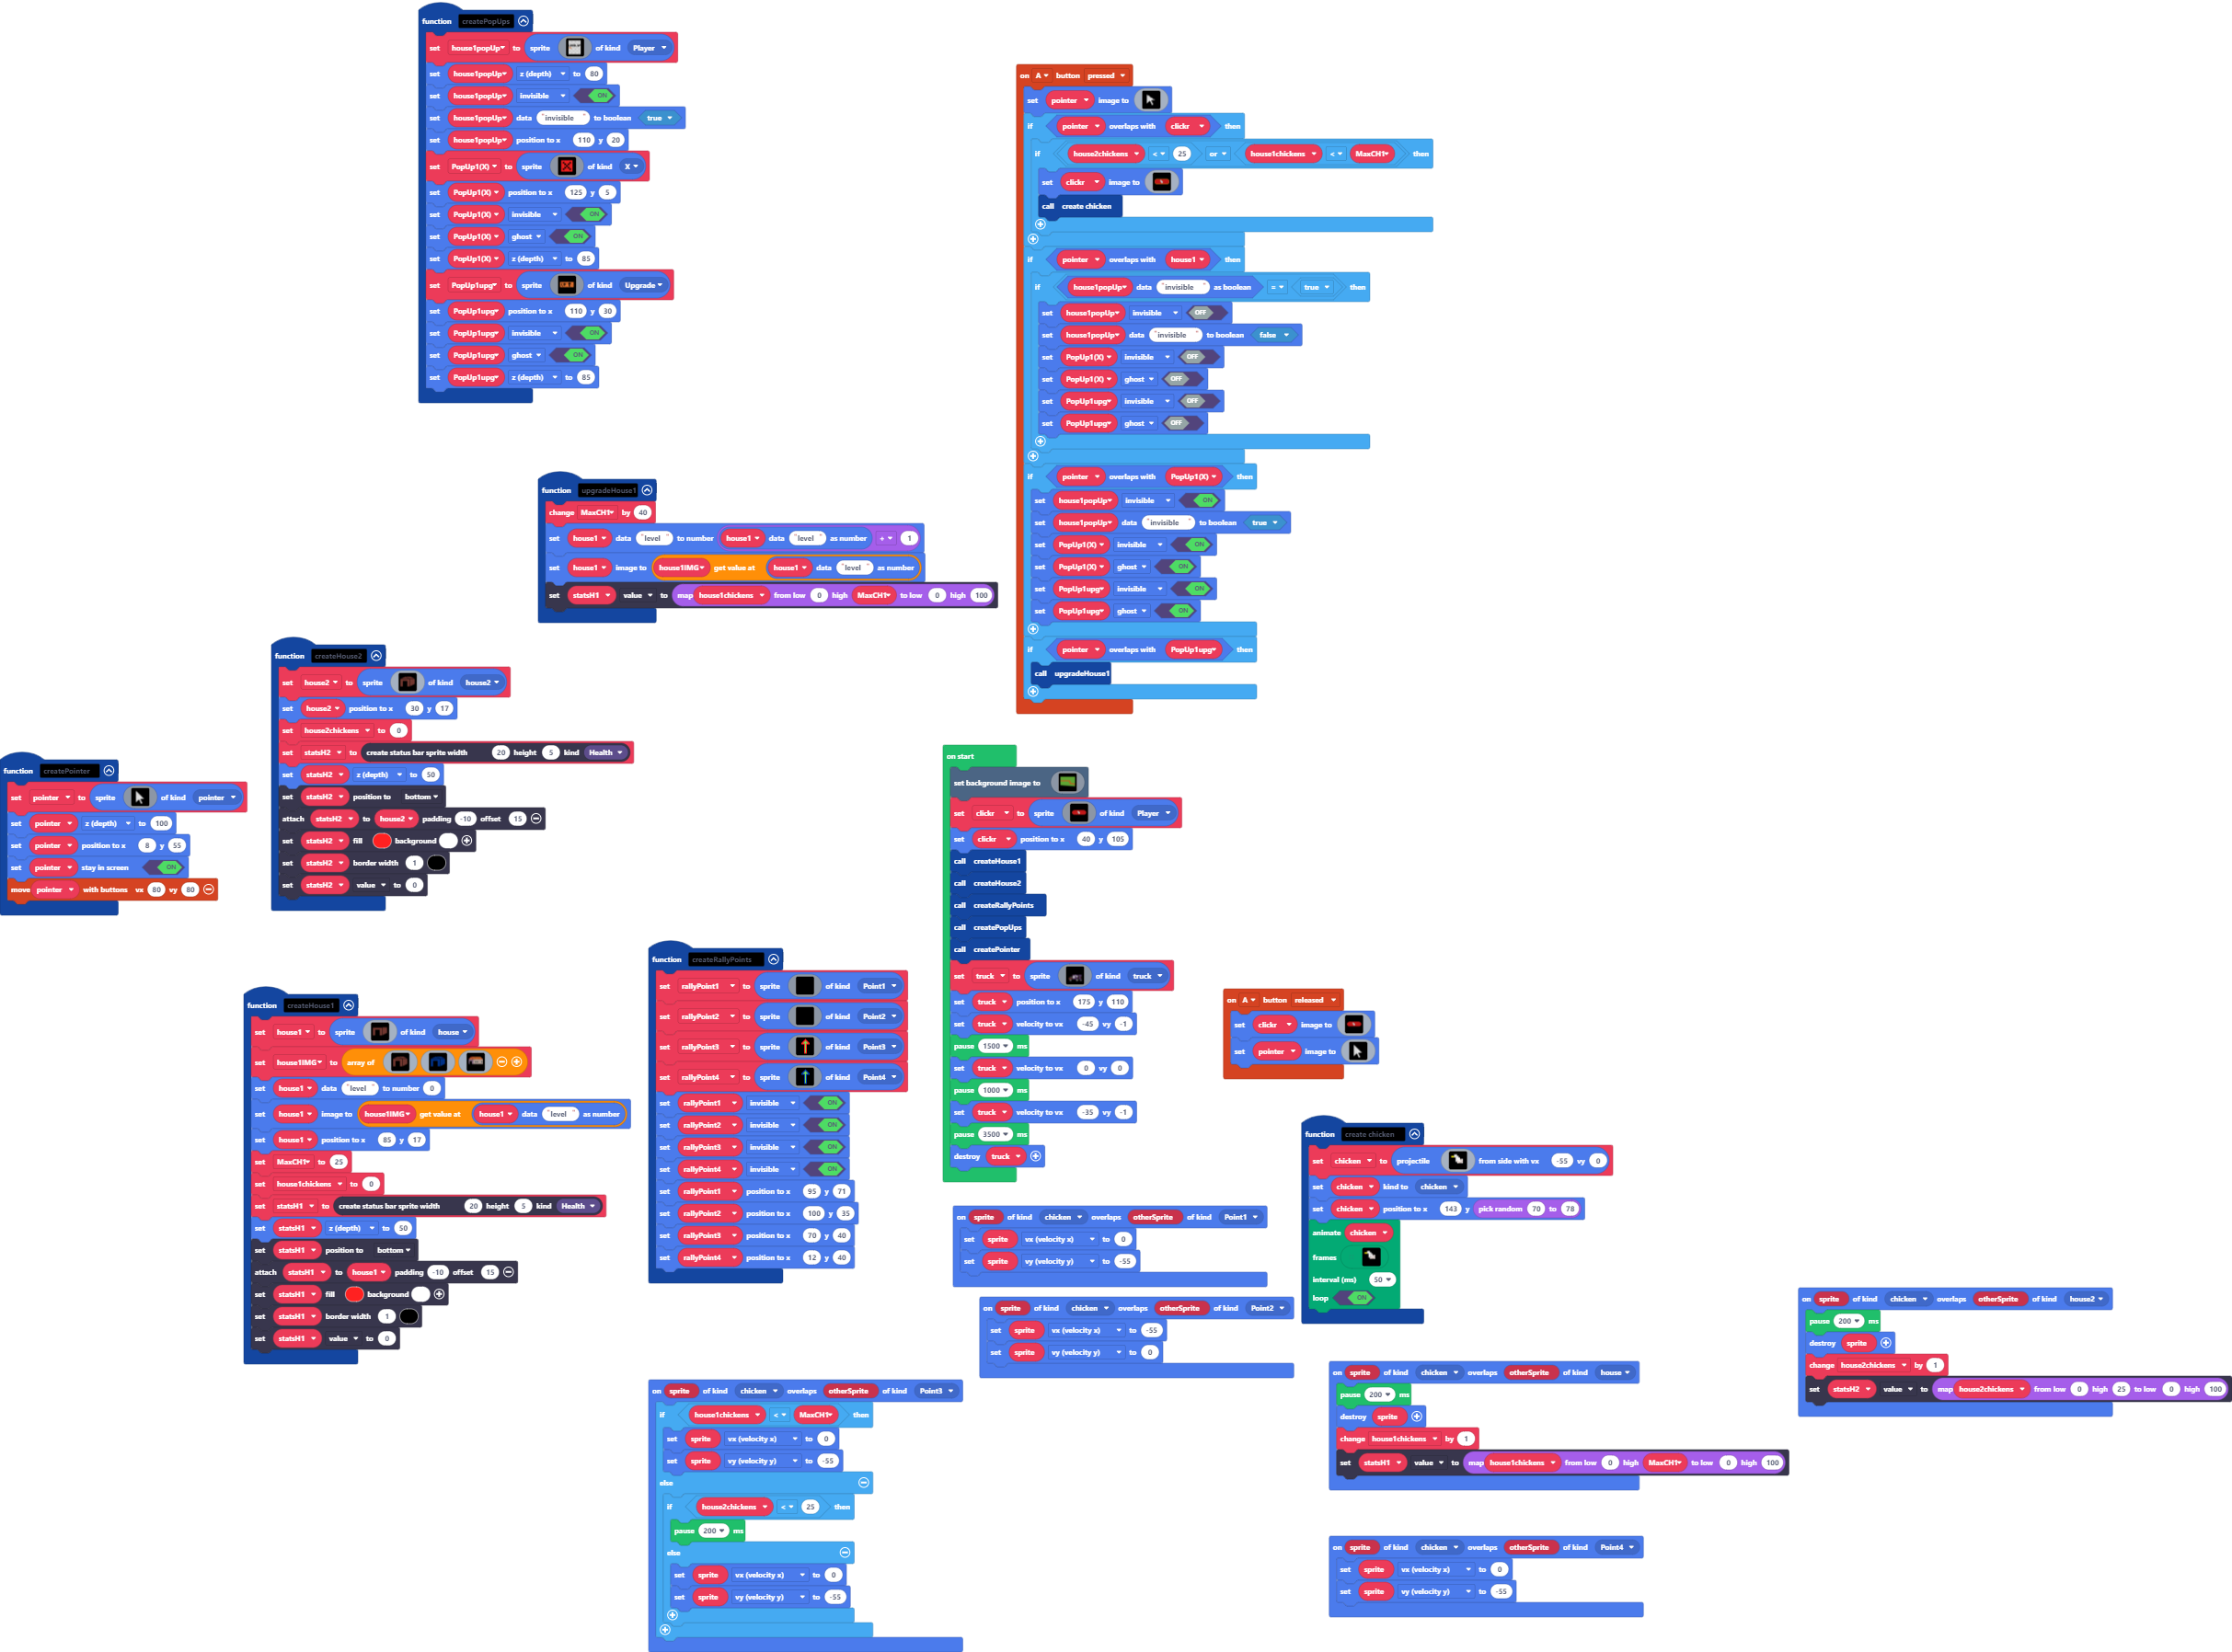 function createPopUps
set house1popUp to sprite of kind Player
set house1popUp z (depth) to 80
set house1popUp invisible ON
set house1popUp data "invisible" to boolean true
set house1popUp position to x 110 y 20
set PopUp1(X) to sprite of kind X
set PopUp1(X) position to x 125 y 5
set PopUp1(X) invisible ON
set PopUp1(X) ghost ON
set PopUp1(X) z (depth) to 85
set PopUp1upg to sprite of kind Upgrade
set PopUp1upg position to x 110 y 30
set PopUp1upg invisible ON
set PopUp1upg ghost ON
set PopUp1upg z (depth) to 85
on A button pressed
set pointer image to
if pointer overlaps with clickr then
if house2chickens < 25 or house1chickens < MaxCH1 then
set clickr image to
call create chicken
if pointer overlaps with house1 then
if house1popUp data "invisible" as boolean = true then
set house1popUp invisible OFF
set house1popUp data "invisible" to boolean false
set PopUp1(X) invisible OFF
set PopUp1(X) ghost OFF
set PopUp1upg invisible OFF
set PopUp1upg ghost OFF
if pointer overlaps with PopUp1(X) then
set house1popUp invisible ON
set house1popUp data "invisible" to boolean true
set PopUp1(X) invisible ON
set PopUp1(X) ghost ON
set PopUp1upg invisible ON
set PopUp1upg ghost ON
if pointer overlaps with PopUp1upg then
call upgradeHouse1
function upgradeHouse1
change MaxCH1 by 40
set house1 data "level" to number house1 data "level" as number + 1
set house1 image to house1IMG get value at house1 data "level" as number
set statsH1 value to map house1chickens from low 0 high MaxCH1 to low 0 high 100
function createHouse2
set house2 to sprite of kind house2
set house2 position to x 30 y 17
set house2chickens to 0
set statsH2 to create status bar sprite width 20 height 5 kind Health
set statsH2 z (depth) to 50
set statsH2 position to bottom
attach statsH2 to house2 padding -10 offset 15
set statsH2 fill background
set statsH2 border width 1
set statsH2 value to 0
function createPointer
set pointer to sprite of kind pointer
set pointer z (depth) to 100
set pointer position to x 8 y 55
set pointer stay in screen ON
move pointer with buttons vx 80 vy 80
on start
set background image to
set clickr to sprite of kind Player
set clickr position to x 40 y 105
call createHouse1
call createHouse2
call createRallyPoints
call createPopUps
call createPointer
set truck to sprite of kind truck
set truck position to x 175 y 110
set truck velocity to vx -45 vy -1
pause 1500 ms
set truck velocity to vx 0 vy 0
pause 1000 ms
set truck velocity to vx -35 vy -1
pause 3500 ms
destroy truck
function createRallyPoints
set rallyPoint1 to sprite of kind Point1
set rallyPoint2 to sprite of kind Point2
set rallyPoint3 to sprite of kind Point3
set rallyPoint4 to sprite of kind Point4
set rallyPoint1 invisible ON
set rallyPoint2 invisible ON
set rallyPoint3 invisible ON
set rallyPoint4 invisible ON
set rallyPoint1 position to x 95 y 71
set rallyPoint2 position to x 100 y 35
set rallyPoint3 position to x 70 y 40
set rallyPoint4 position to x 12 y 40
function createHouse1
set house1 to sprite of kind house
set house1IMG to array of
set house1 data "level" to number 0
set house1 image to house1IMG get value at house1 data "level" as number
set house1 position to x 85 y 17
set MaxCH1 to 25
set house1chickens to 0
set statsH1 to create status bar sprite width 20 height 5 kind Health
set statsH1 z (depth) to 50
set statsH1 position to bottom
attach statsH1 to house1 padding -10 offset 15
set statsH1 fill background
set statsH1 border width 1
set statsH1 value to 0
on A button released
set clickr image to
set pointer image to
function create chicken
set chicken to projectile from side with vx -55 vy 0
set chicken kind to chicken
set chicken position to x 143 y pick random 70 to 78
animate chicken
frames
interval (ms) 50
loop ON
on sprite of kind chicken overlaps otherSprite of kind Point1
set sprite vx (velocity x) to 0
set sprite vy (velocity y) to -55
on sprite of kind chicken overlaps otherSprite of kind Point2
set sprite vx (velocity x) to -55
set sprite vy (velocity y) to 0
on sprite of kind chicken overlaps otherSprite of kind house2
pause 200 ms
destroy sprite
change house2chickens by 1
set statsH2 value to map house2chickens from low 0 high 25 to low 0 high 100
on sprite of kind chicken overlaps otherSprite of kind house
pause 200 ms
destroy sprite
change house1chickens by 1
set statsH1 value to map house1chickens from low 0 high MaxCH1 to low 0 high 100
on sprite of kind chicken overlaps otherSprite of kind Point3
if house1chickens < MaxCH1 then
set sprite vx (velocity x) to 0
set sprite vy (velocity y) to -55
else
if house2chickens < 25 then
pause 200 ms
else
set sprite vx (velocity x) to 0
set sprite vy (velocity y) to -55
on sprite of kind chicken overlaps otherSprite of kind Point4
set sprite vx (velocity x) to 0
set sprite vy (velocity y) to -55